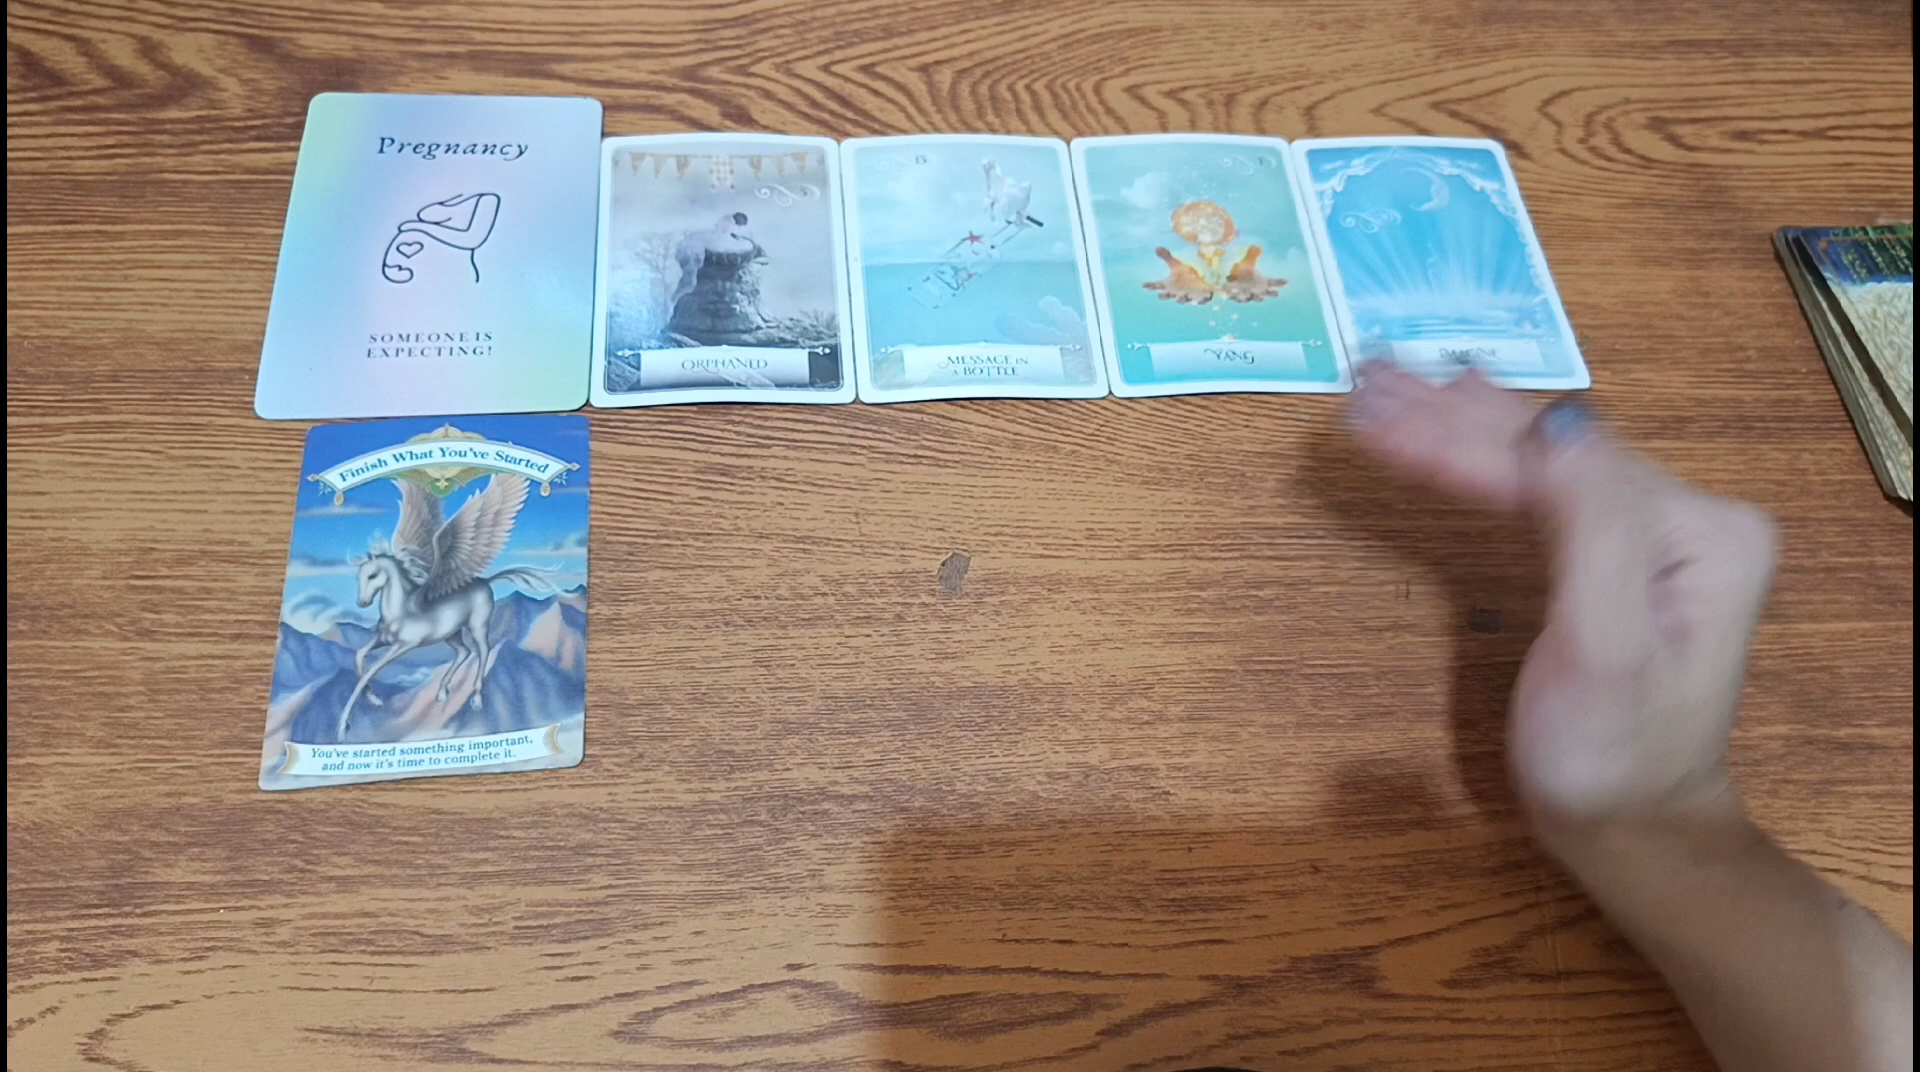 Pregnancy
SOMEONE IS
EXPECTING!
ORPHANED
MESSAGE IN
A BOTTLE
YANG
IMAGINE
Finish What You've Started
You've started something important,
and now it's time to complete it.